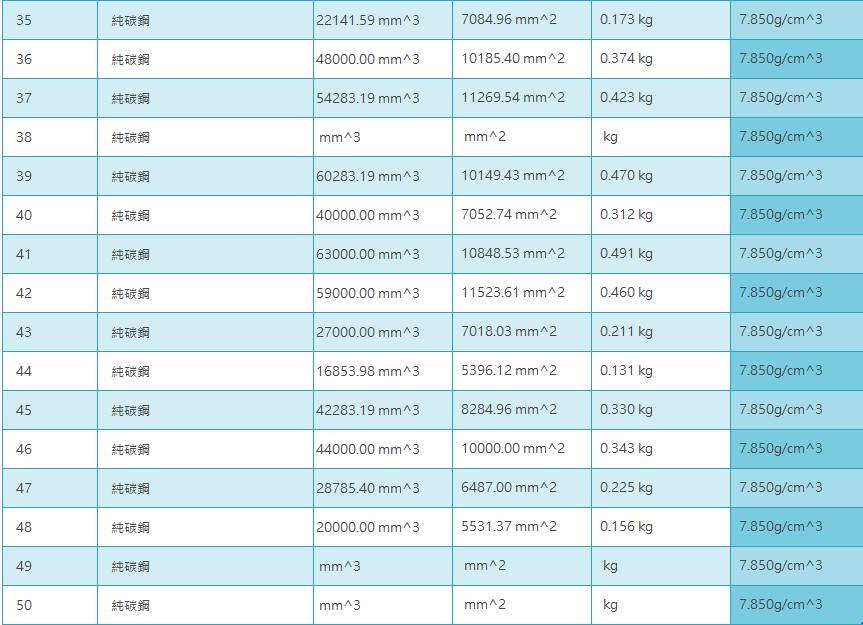 35 純碳鋼 22141.59 mm^3 7084.96 mm^2 0.173 kg 7.850g/cm^3
36 純碳鋼 48000.00 mm^3 10185.40 mm^2 0.374 kg 7.850g/cm^3
37 純碳鋼 54283.19 mm^3 11269.54 mm^2 0.423 kg 7.850g/cm^3
38 純碳鋼 mm^3 mm^2 kg 7.850g/cm^3
39 純碳鋼 60283.19 mm^3 10149.43 mm^2 0.470 kg 7.850g/cm^3
40 純碳鋼 40000.00 mm^3 7052.74 mm^2 0.312 kg 7.850g/cm^3
41 純碳鋼 63000.00 mm^3 10848.53 mm^2 0.491 kg 7.850g/cm^3
42 純碳鋼 59000.00 mm^3 11523.61 mm^2 0.460 kg 7.850g/cm^3
43 純碳鋼 27000.00 mm^3 7018.03 mm^2 0.211 kg 7.850g/cm^3
44 純碳鋼 16853.98 mm^3 5396.12 mm^2 0.131 kg 7.850g/cm^3
45 純碳鋼 42283.19 mm^3 8284.96 mm^2 0.330 kg 7.850g/cm^3
46 純碳鋼 44000.00 mm^3 10000.00 mm^2 0.343 kg 7.850g/cm^3
47 純碳鋼 28785.40 mm^3 6487.00 mm^2 0.225 kg 7.850g/cm^3
48 純碳鋼 20000.00 mm^3 5531.37 mm^2 0.156 kg 7.850g/cm^3
49 純碳鋼 mm^3 mm^2 kg 7.850g/cm^3
50 純碳鋼 mm^3 mm^2 kg 7.850g/cm^3